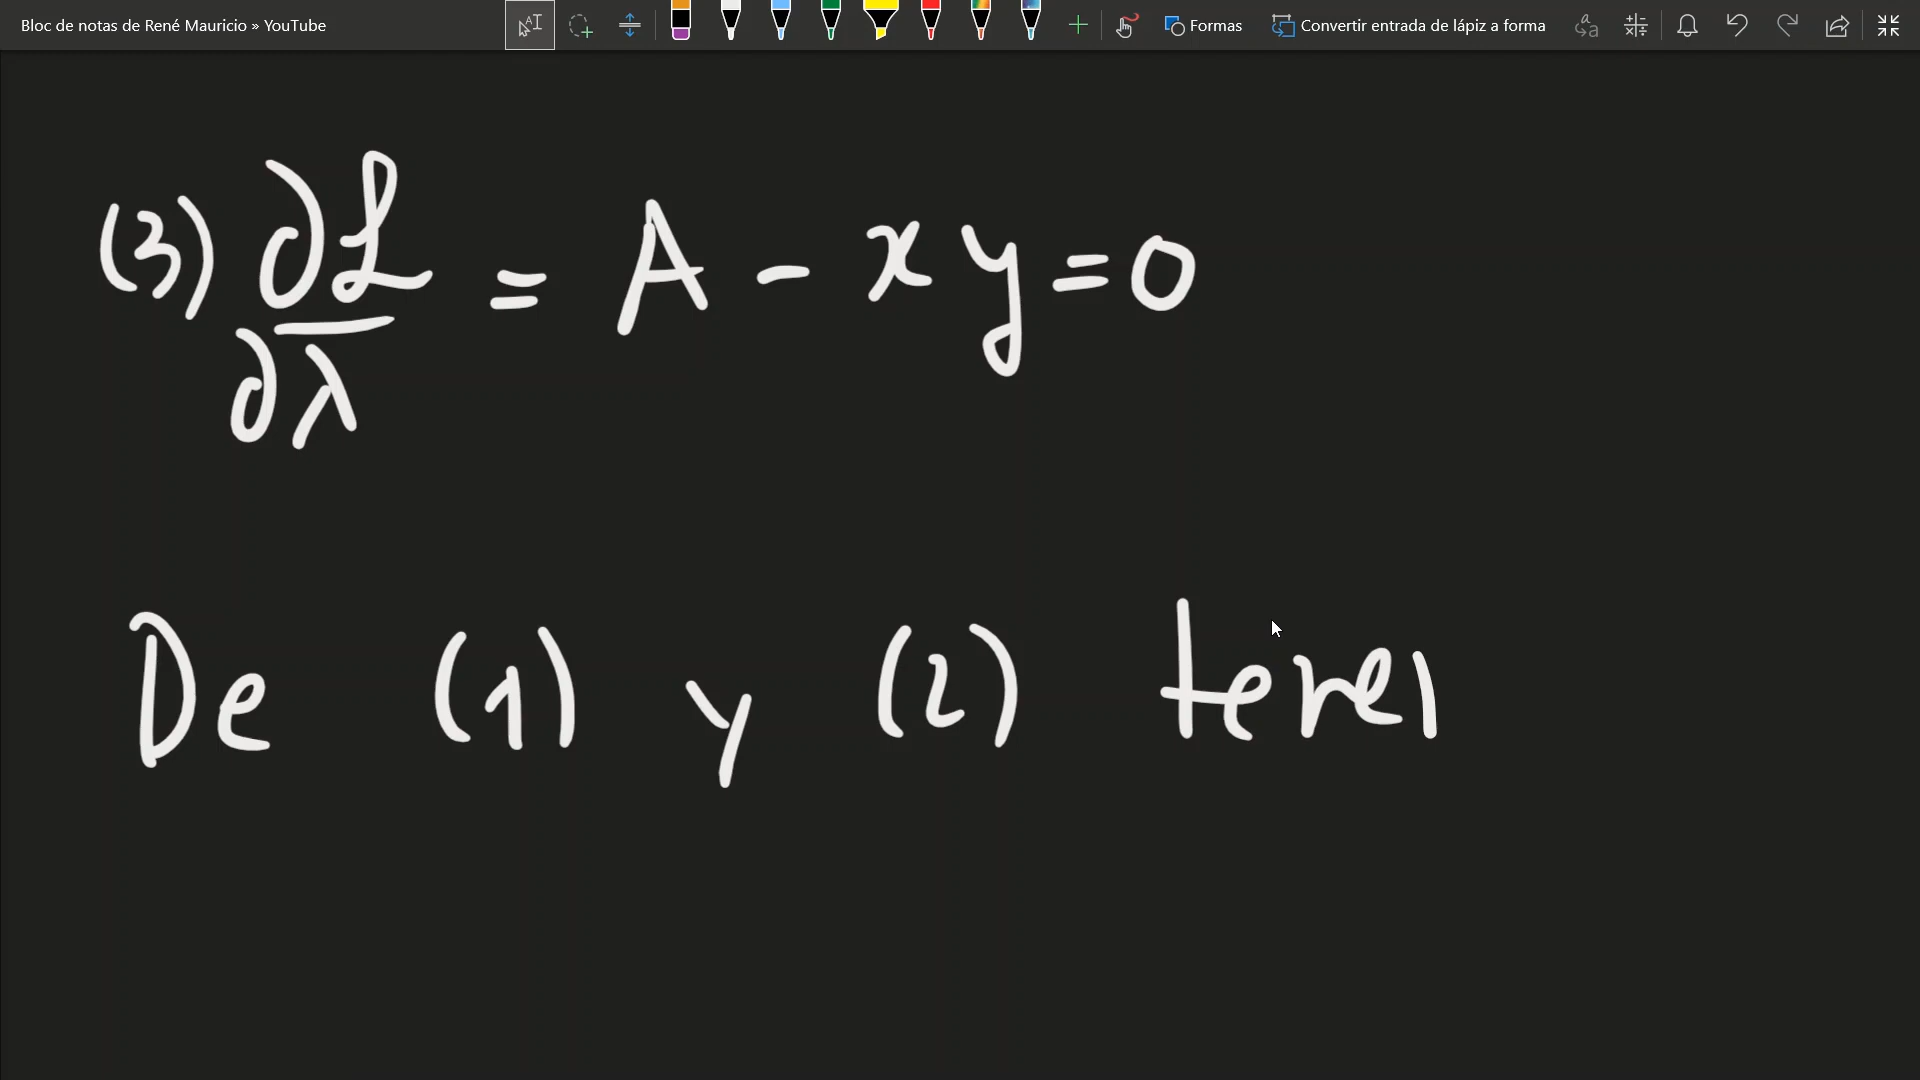 Bloc de notas de René Mauricio » YouTube
Formas
Convertir entrada de lápiz a forma
(3) ∂ℒ/∂λ = A - xy = 0
De (1) y (2) tene